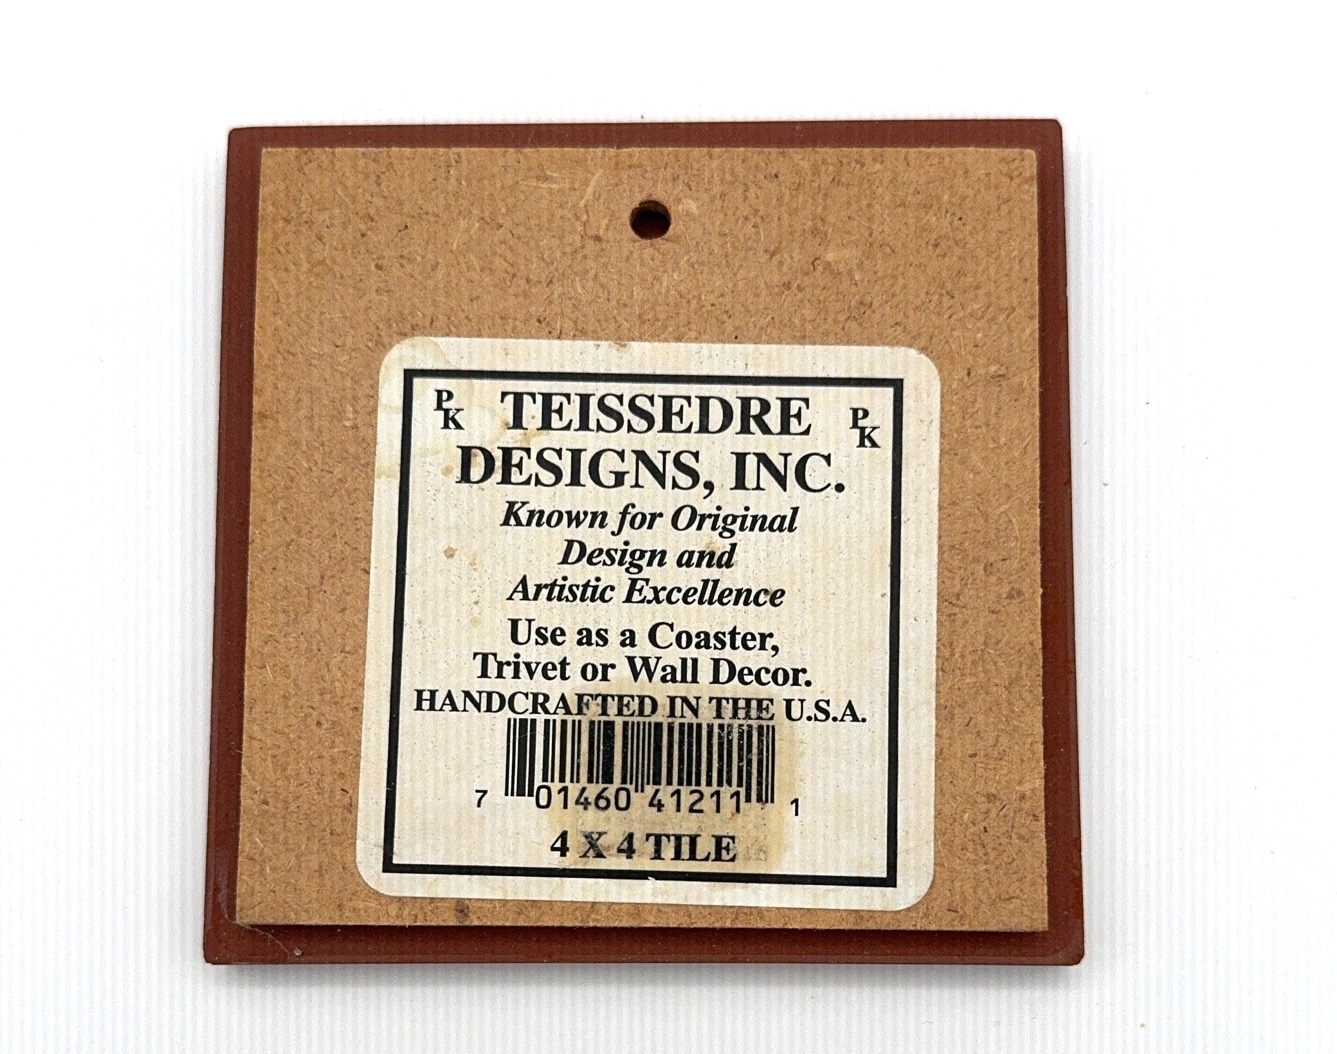 PK TEISSEDRE PK
DESIGNS, INC.
Known for Original
Design and
Artistic Excellence
Use as a Coaster,
Trivet or Wall Decor.
HANDCRAFTED IN THE U.S.A.
7 01460 41211 1
4 X 4 TILE